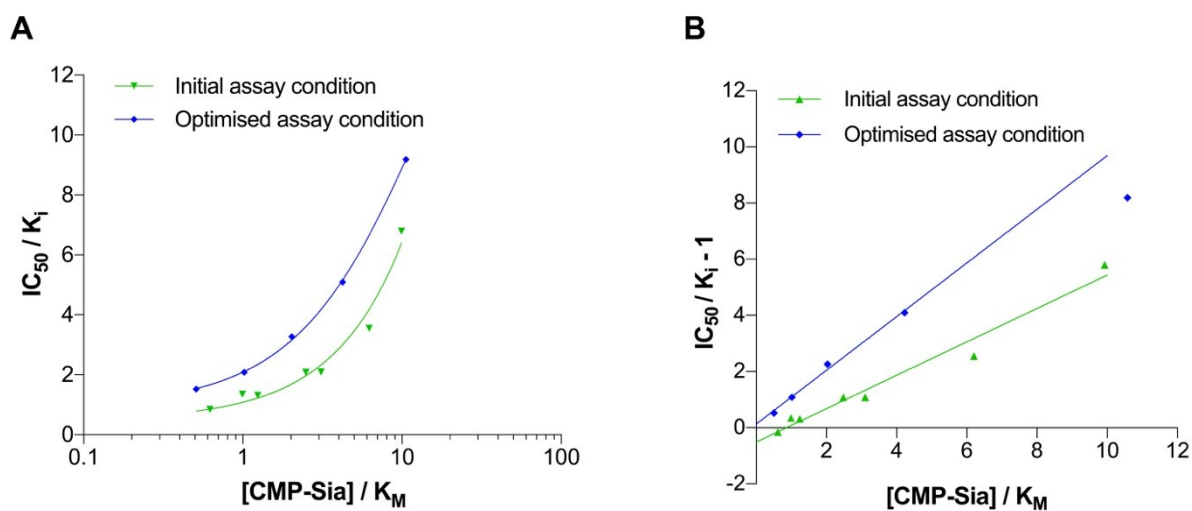 A
IC50 / Ki
12
10
8
6
4
2
0
Initial assay condition
Optimised assay condition
0.1
1
10
100
[CMP-Sia] / KM
B
IC50 / Ki - 1
12
10
8
6
4
2
0
-2
Initial assay condition
Optimised assay condition
2
4
6
8
10
12
[CMP-Sia] / KM